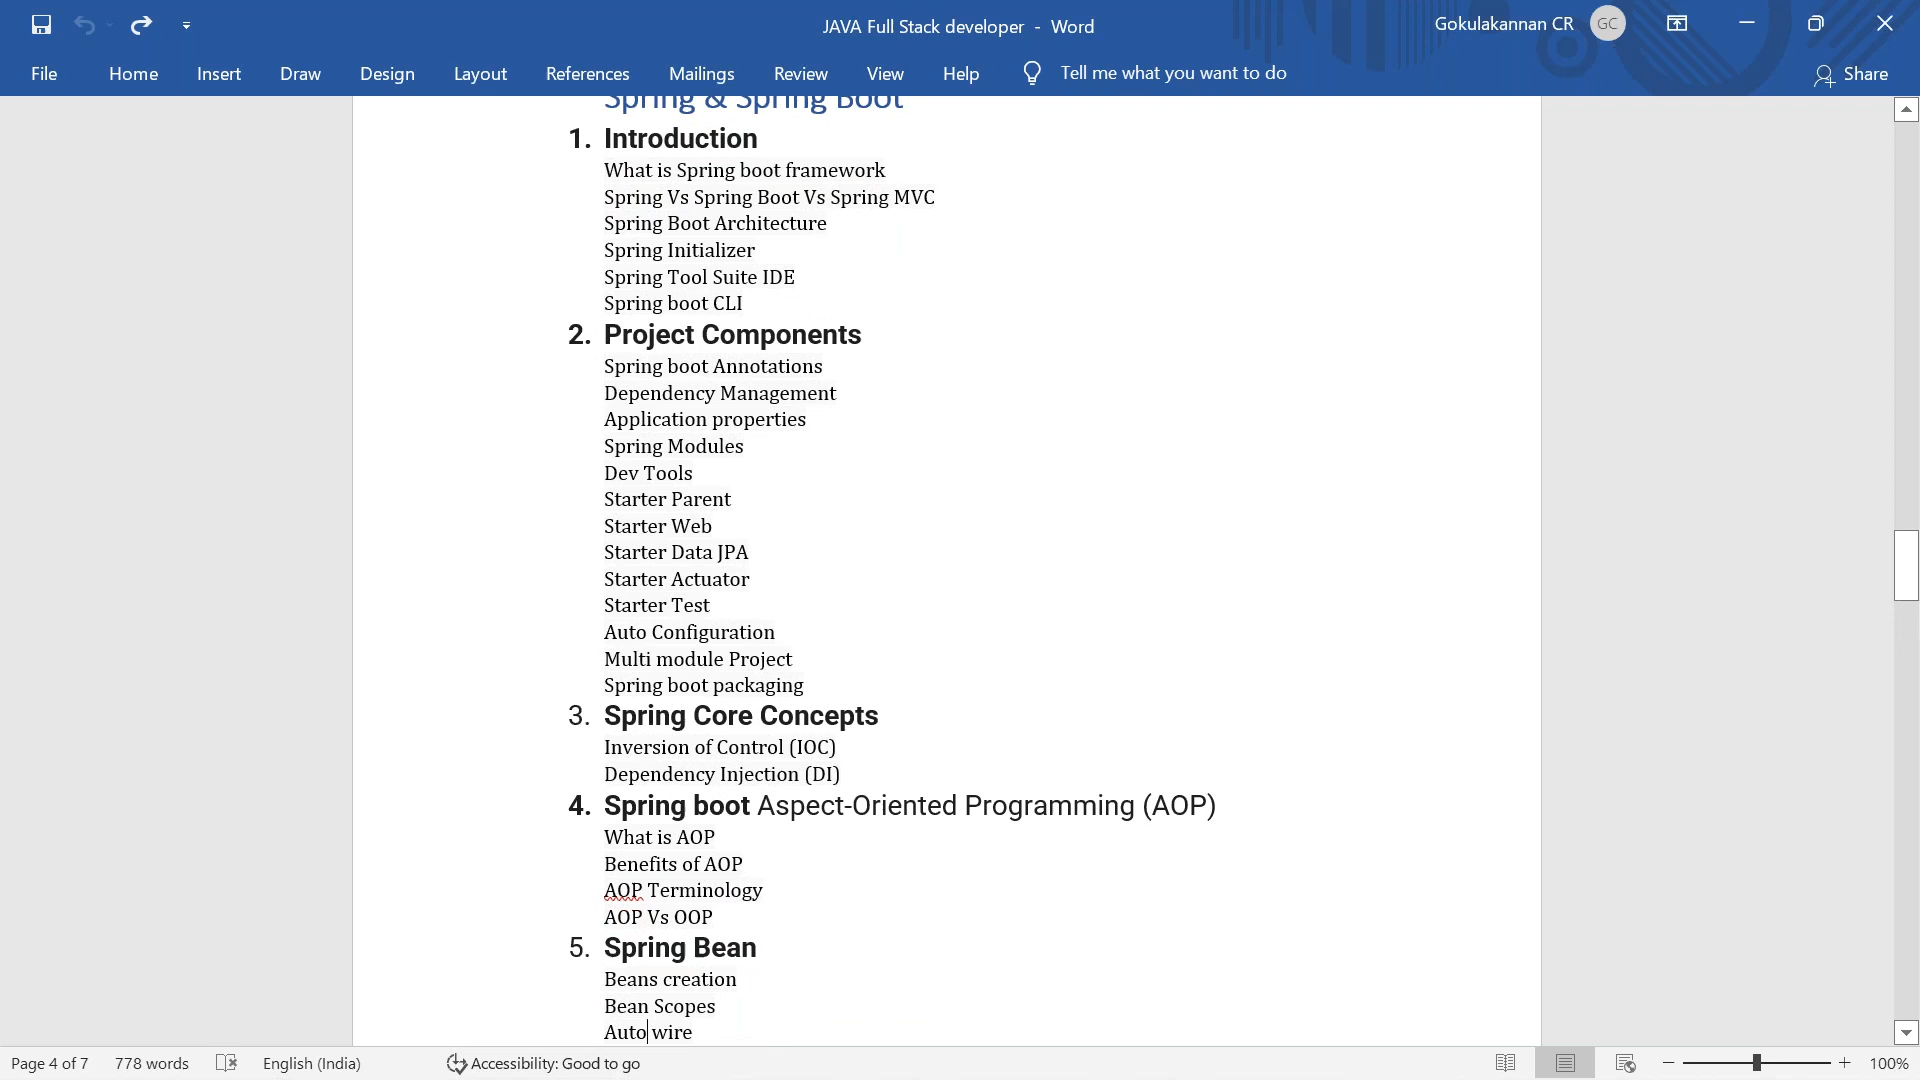 JAVA Full Stack developer - Word
Gokulakannan CR
GC
File
Home
Insert
Draw
Design
Layout
References
Mailings
Review
View
Help
Tell me what you want to do
Share
Spring & Spring Boot
1. Introduction
What is Spring boot framework
Spring Vs Spring Boot Vs Spring MVC
Spring Boot Architecture
Spring Initializer
Spring Tool Suite IDE
Spring boot CLI
2. Project Components
Spring boot Annotations
Dependency Management
Application properties
Spring Modules
Dev Tools
Starter Parent
Starter Web
Starter Data JPA
Starter Actuator
Starter Test
Auto Configuration
Multi module Project
Spring boot packaging
3. Spring Core Concepts
Inversion of Control (IOC)
Dependency Injection (DI)
4. Spring boot Aspect-Oriented Programming (AOP)
What is AOP
Benefits of AOP
AOP Terminology
AOP Vs OOP
5. Spring Bean
Beans creation
Bean Scopes
Auto wire
Page 4 of 7
778 words
English (India)
Accessibility: Good to go
100%